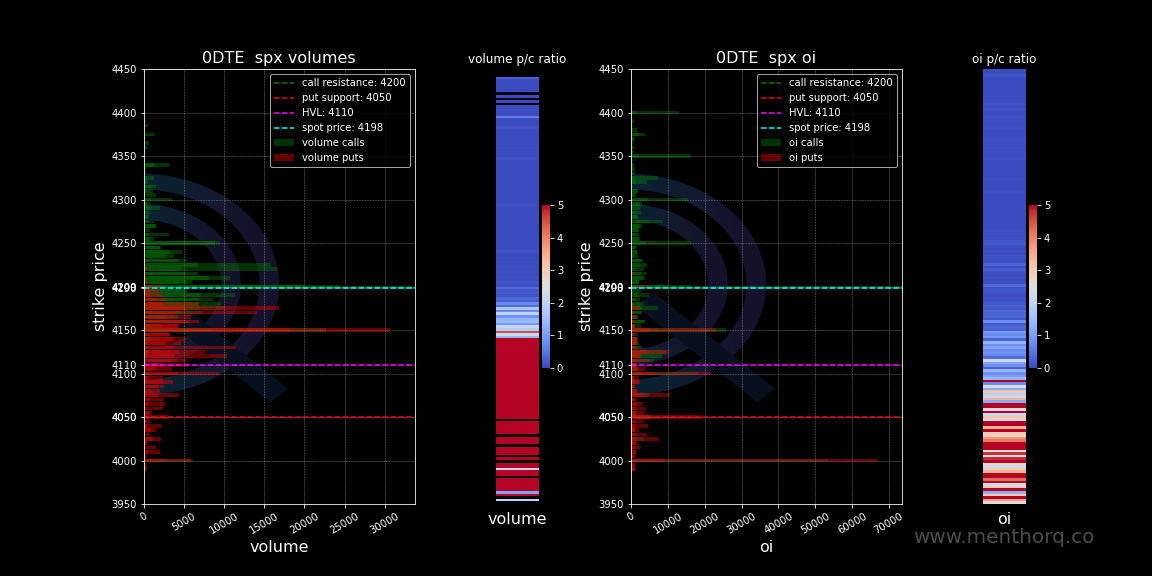 0DTE  spx volumes
4450
4400
4350
4300
4250
4200
4150
4110
4100
4050
4000
3950
strike price
0
5000
10000
15000
20000
25000
30000
volume
call resistance: 4200
put support: 4050
HVL: 4110
spot price: 4198
volume calls
volume puts
volume p/c ratio
5
4
3
2
1
0
volume
0DTE  spx oi
4450
4400
4350
4300
4250
4200
4150
4110
4100
4050
4000
3950
strike price
0
10000
20000
30000
40000
50000
60000
70000
oi
call resistance: 4200
put support: 4050
HVL: 4110
spot price: 4198
oi calls
oi puts
oi p/c ratio
5
4
3
2
1
0
oi
www.menthorq.co